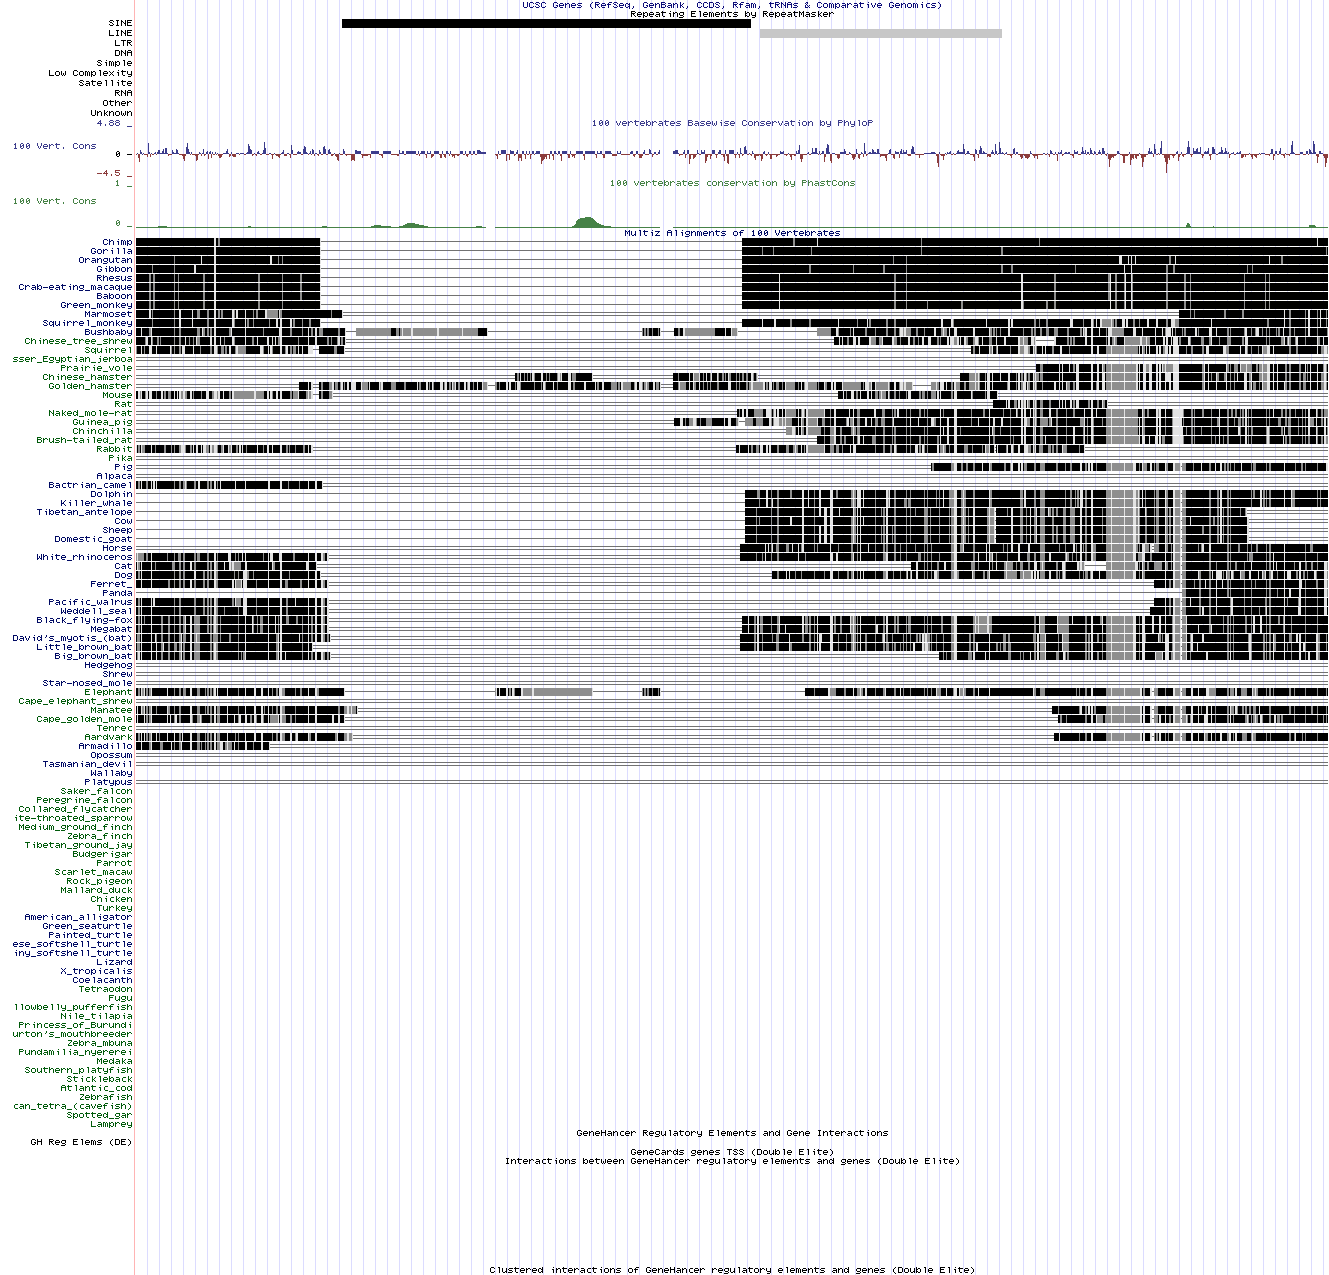 UCSC Genes (RefSeq, GenBank, CCDS, Rfam, tRNAs & Comparative Genomics)
Repeating Elements by RepeatMasker
SINE
LINE
LTR
DNA
Simple
Low Complexity
Satellite
RNA
Other
Unknown
100 vertebrates Basewise Conservation by PhyloP
4.88 _
100 Vert. Cons
0 _
-4.5 _
100 vertebrates conservation by PhastCons
1 _
100 Vert. Cons
0 _
Multiz Alignments of 100 Vertebrates
Chimp
Gorilla
Orangutan
Gibbon
Rhesus
Crab-eating_macaque
Baboon
Green_monkey
Marmoset
Squirrel_monkey
Bushbaby
Chinese_tree_shrew
Squirrel
sser_Egyptian_jerboa
Prairie_vole
Chinese_hamster
Golden_hamster
Mouse
Rat
Naked_mole-rat
Guinea_pig
Chinchilla
Brush-tailed_rat
Rabbit
Pika
Pig
Alpaca
Bactrian_camel
Dolphin
Killer_whale
Tibetan_antelope
Cow
Sheep
Domestic_goat
Horse
White_rhinoceros
Cat
Dog
Ferret_
Panda
Pacific_walrus
Weddell_seal
Black_flying-fox
Megabat
David's_myotis_(bat)
Little_brown_bat
Big_brown_bat
Hedgehog
Shrew
Star-nosed_mole
Elephant
Cape_elephant_shrew
Manatee
Cape_golden_mole
Tenrec
Aardvark
Armadillo
Opossum
Tasmanian_devil
Wallaby
Platypus
Saker_falcon
Peregrine_falcon
Collared_flycatcher
ite-throated_sparrow
Medium_ground_finch
Zebra_finch
Tibetan_ground_jay
Budgerigar
Parrot
Scarlet_macaw
Rock_pigeon
Mallard_duck
Chicken
Turkey
American_alligator
Green_seaturtle
Painted_turtle
ese_softshell_turtle
iny_softshell_turtle
Lizard
X_tropicalis
Coelacanth
Tetraodon
Fugu
llowbelly_pufferfish
Nile_tilapia
Princess_of_Burundi
urton's_mouthbreeder
Zebra_mbuna
Pundamilia_nyererei
Medaka
Southern_platyfish
Stickleback
Atlantic_cod
Zebrafish
can_tetra_(cavefish)
Spotted_gar
Lamprey
GeneHancer Regulatory Elements and Gene Interactions
GH Reg Elems (DE)
GeneCards genes TSS (Double Elite)
Interactions between GeneHancer regulatory elements and genes (Double Elite)
Clustered interactions of GeneHancer regulatory elements and genes (Double Elite)